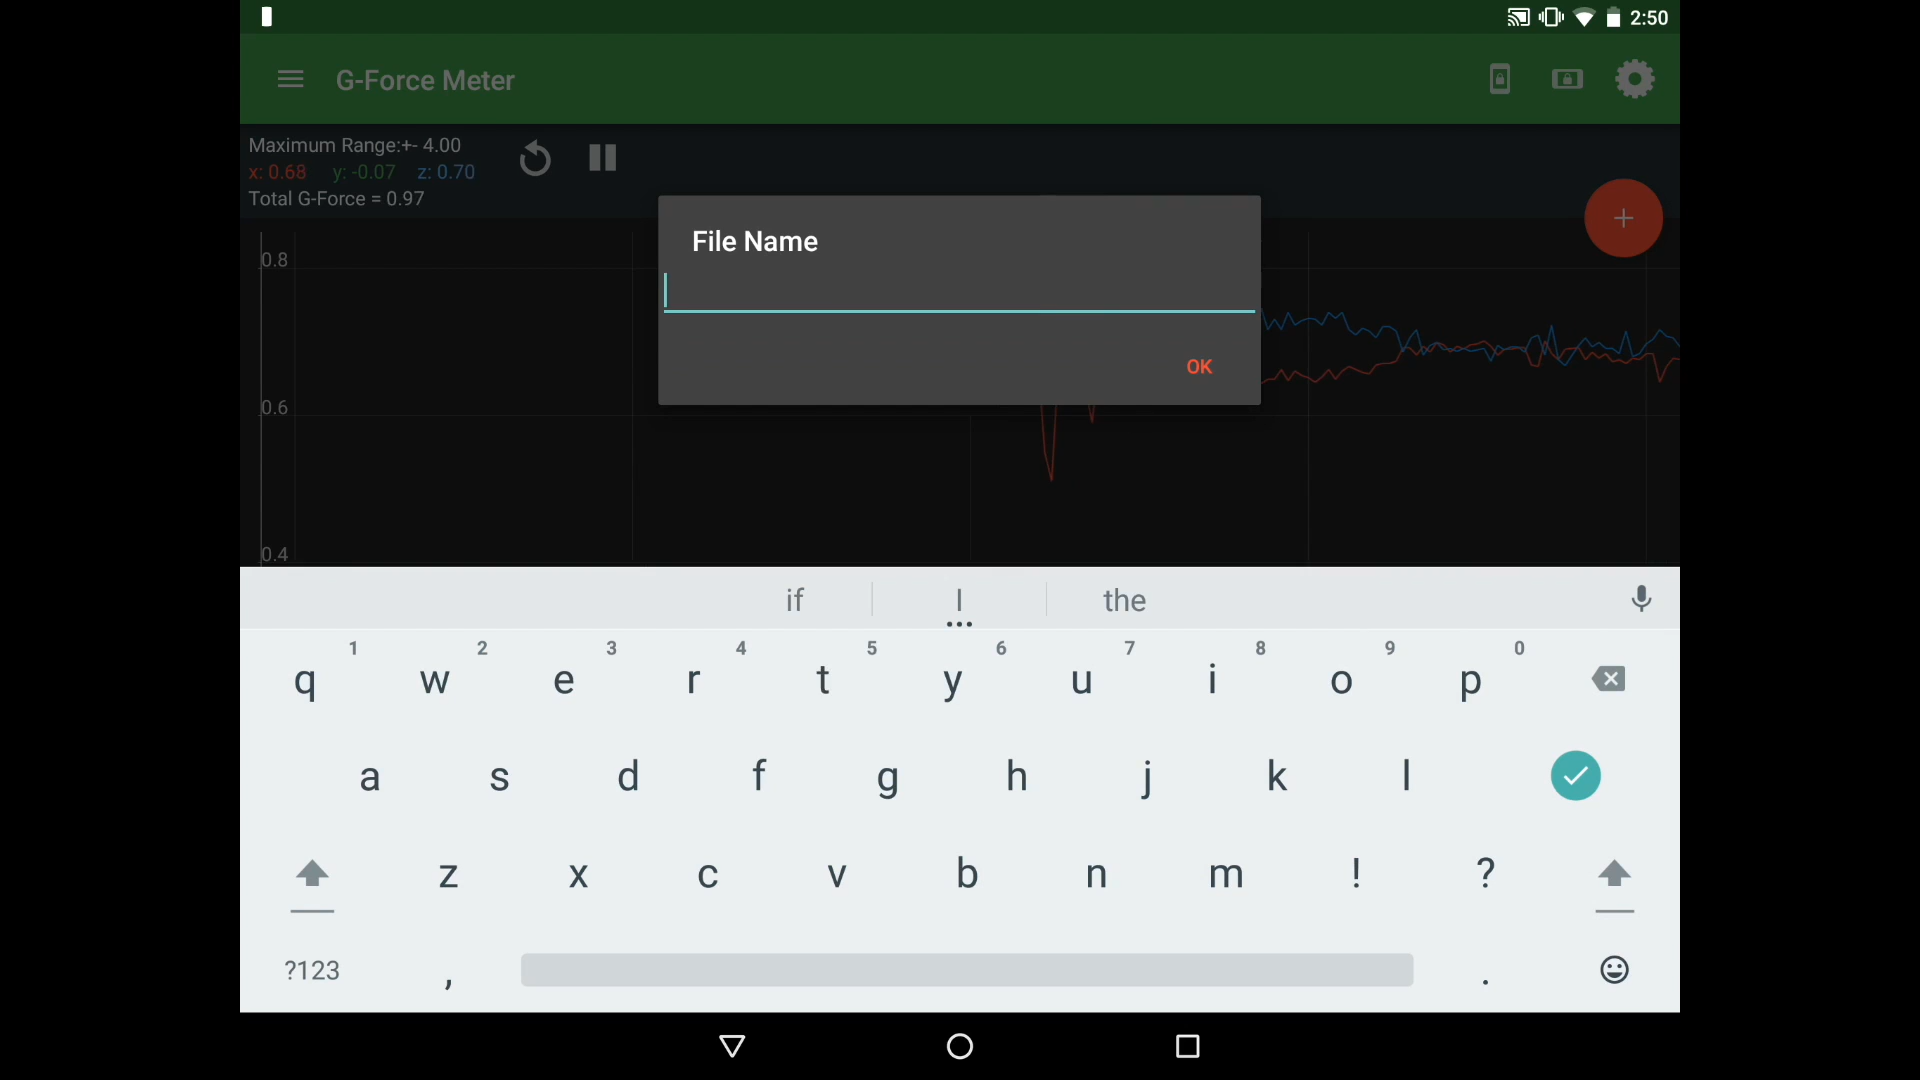 2:50
G-Force Meter
Maximum Range:+- 4.00
x: 0.68 y: -0.07 z: 0.70
Total G-Force = 0.97
+
File Name
OK
0.8
0.6
0.4
if I the
1 2 3 4 5 6 7 8 9 0
q w e r t y u i o p
a s d f g h j k l
z x c v b n m ! ?
?123 , .